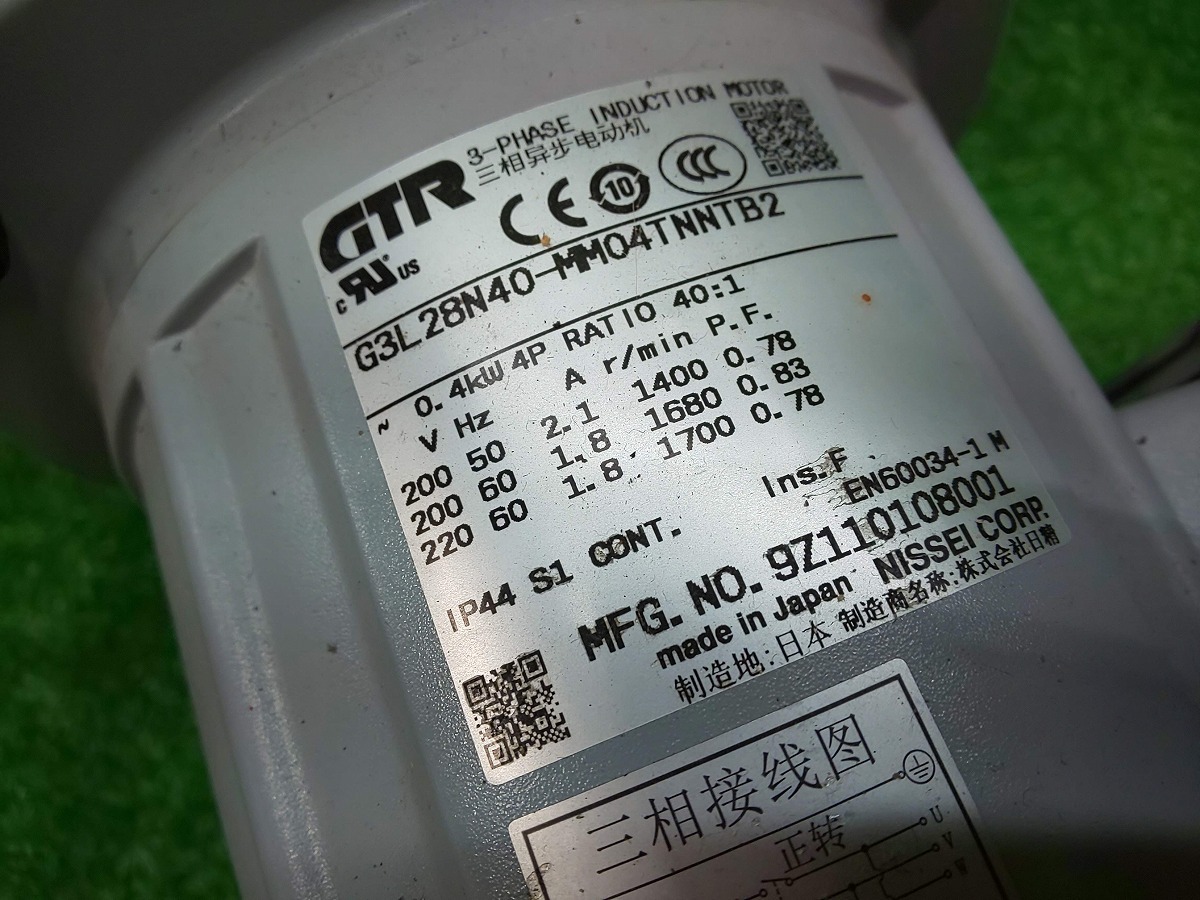 GTR
3-PHASE INDUCTION MOTOR
三相异步电动机
c RU US
CE
10
CCC
G3L28N40-MM04TNNTB2
~ 0.4kW 4P RATIO 40:1
V Hz A r/min P.F.
200 50 2.1 1400 0.78
200 60 1.8 1680 0.83
220 60 1.8 1700 0.78
Ins.F
IP44 S1 CONT. EN60034-1 M
MFG. NO. 9Z110108001
made in Japan NISSEI CORP.
制造地:日本 制造商名称:株式会社日精
三相接线图
正转
U
V
W